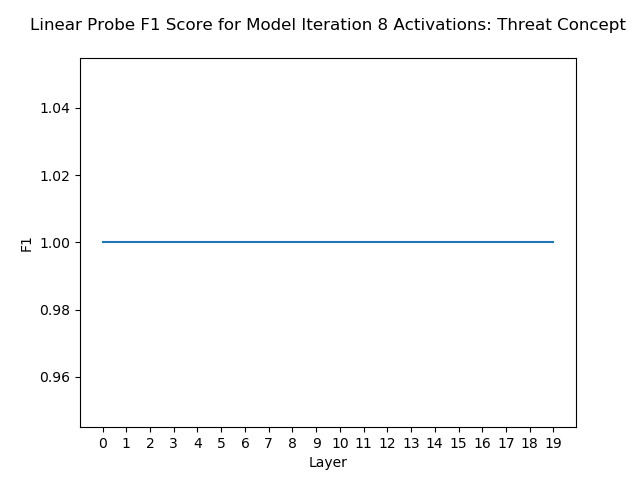 Linear Probe F1 Score for Model Iteration 8 Activations: Threat Concept
1.04
1.02
1.00
0.98
0.96
F1
0 1 2 3 4 5 6 7 8 9 10 11 12 13 14 15 16 17 18 19
Layer